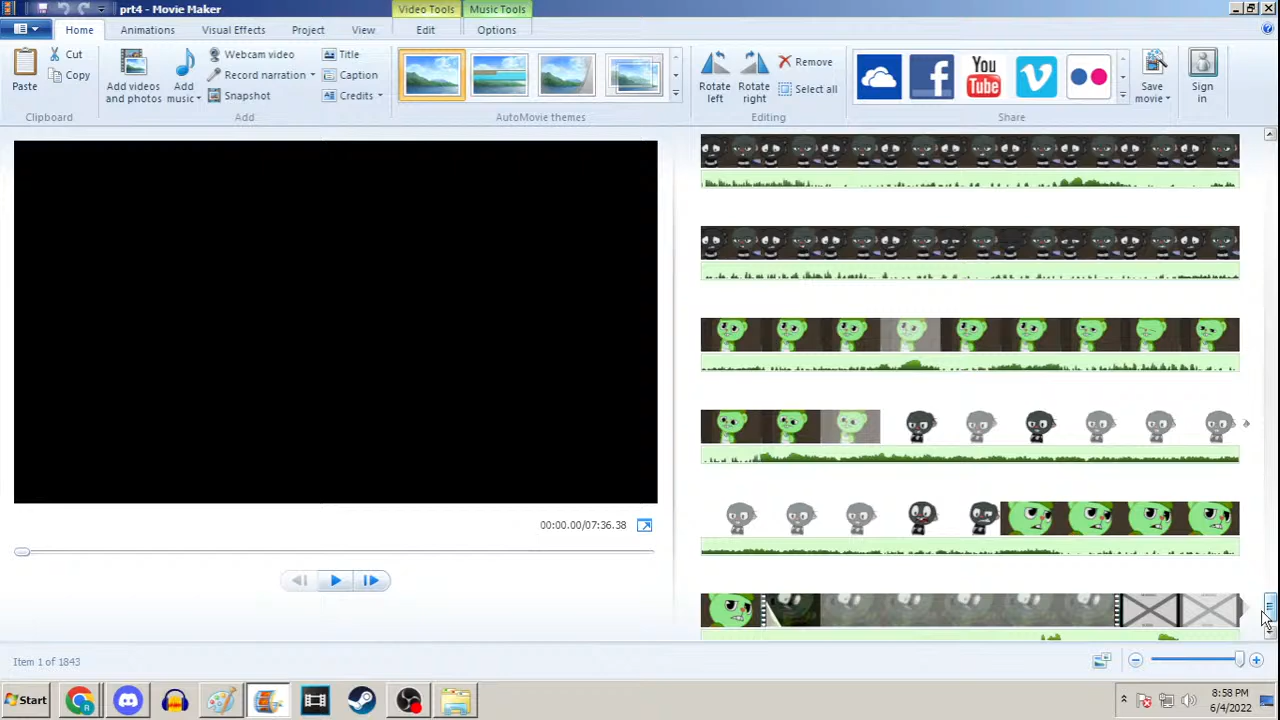 prt4 - Movie Maker
Video Tools
Music Tools
Home
Animations
Visual Effects
Project
View
Edit
Options
Paste
Cut
Copy
Clipboard
Add videos
and photos
Add
music
Webcam video
Record narration
Snapshot
Title
Caption
Credits
Add
AutoMovie themes
Rotate
left
Rotate
right
Remove
Select all
Editing
You
Tube
Share
Save
movie
Sign
in
00:00.00/07:36.38
Item 1 of 1843
Start
8:58 PM
6/4/2022